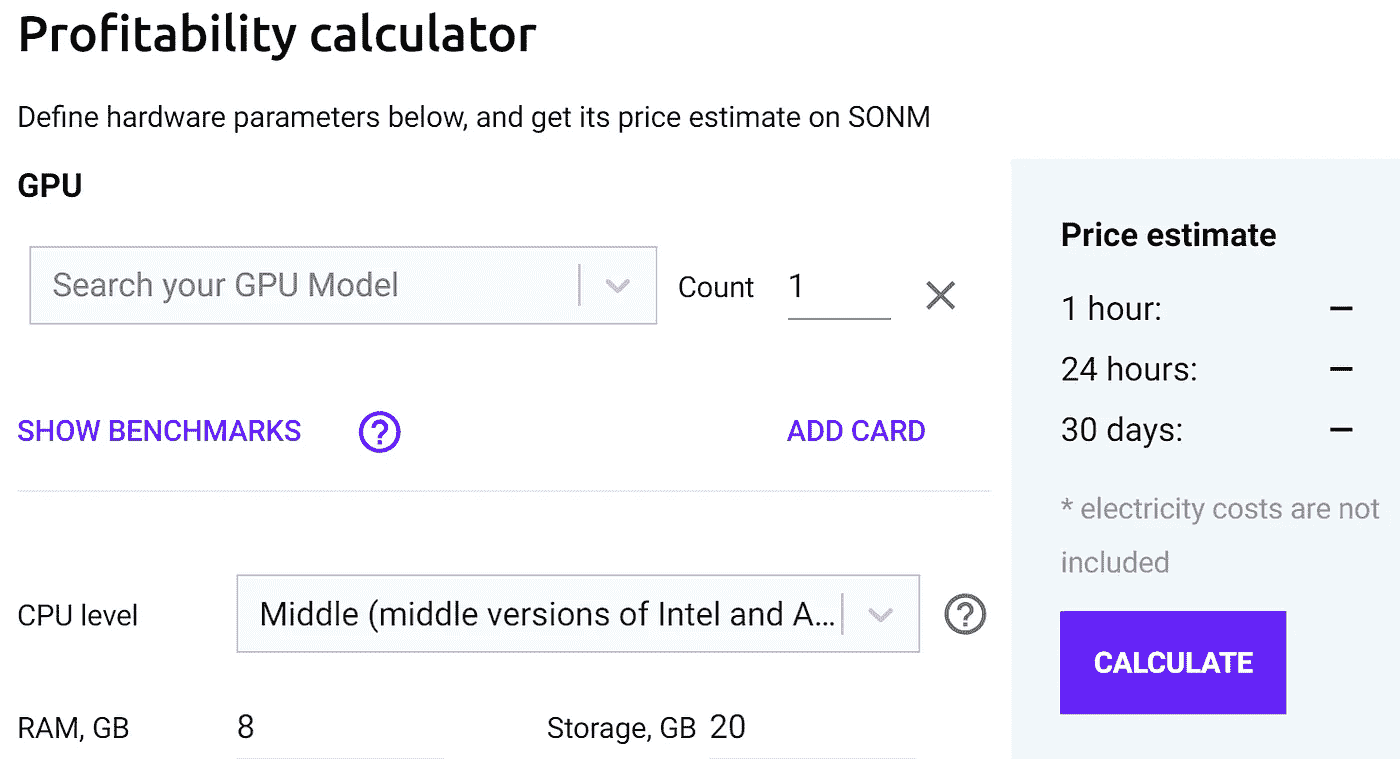 Profitability calculator
Define hardware parameters below, and get its price estimate on SONM
GPU
Search your GPU Model
Count 1
SHOW BENCHMARKS
ADD CARD
CPU level
Middle (middle versions of Intel and A...
RAM, GB 8
Storage, GB 20
Price estimate
1 hour: –
24 hours: –
30 days: –
* electricity costs are not
included
CALCULATE